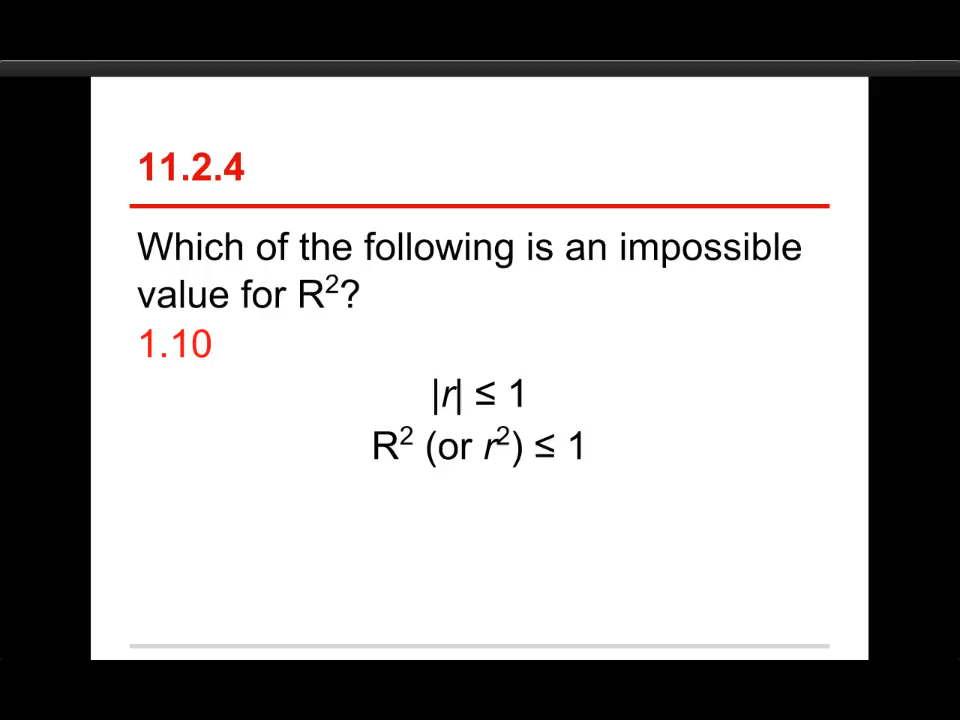 11.2.4
Which of the following is an impossible
value for R²?
1.10
|r| ≤ 1
R² (or r²) ≤ 1